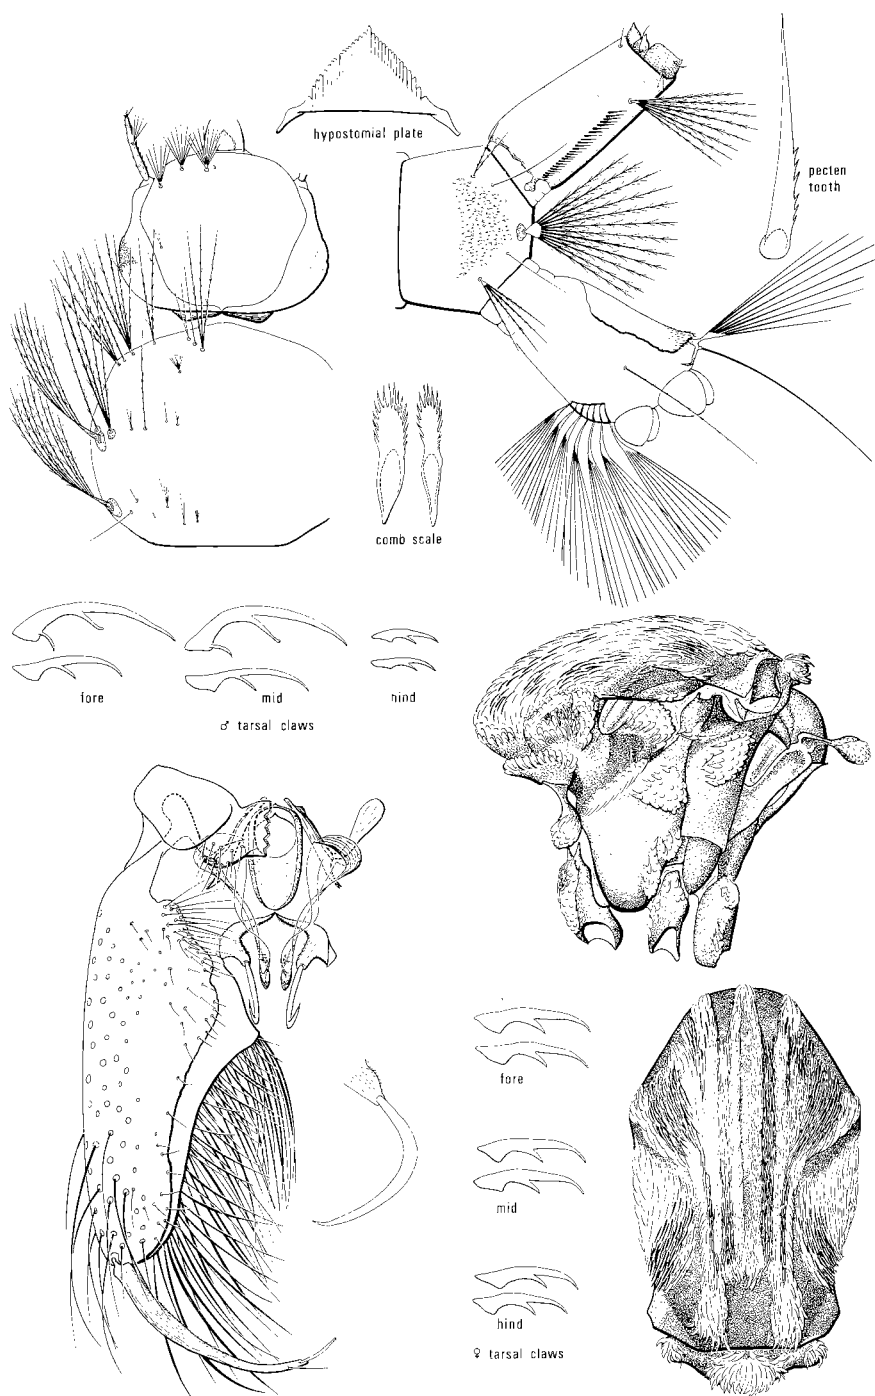 hypostomial plate
pecten
tooth
comb scale
fore
mid
hind
♂ tarsal claws
fore
mid
hind
♀ tarsal claws